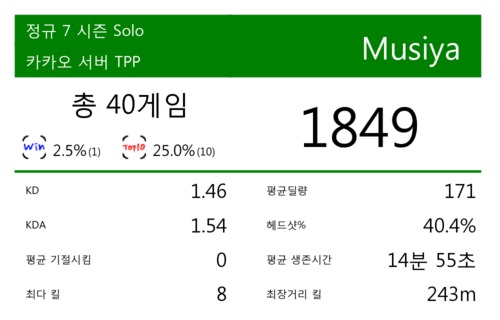 정규 7 시즌 Solo
카카오 서버 TPP
Musiya
총 40게임
1849
Win 2.5% (1)
Top10 25.0% (10)
KD 1.46
평균딜량 171
KDA 1.54
헤드샷% 40.4%
평균 기절시킴 0
평균 생존시간 14분 55초
최다 킬 8
최장거리 킬 243m